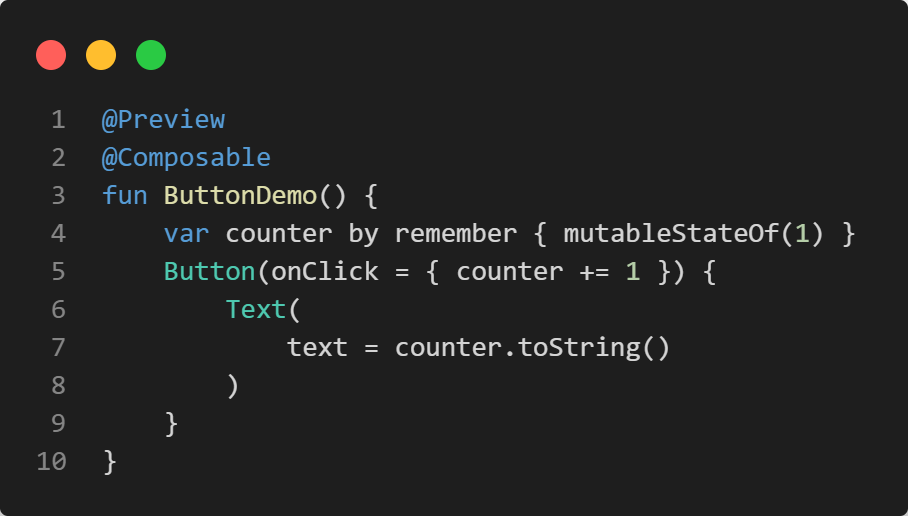 1 @Preview
2 @Composable
3 fun ButtonDemo() {
4     var counter by remember { mutableStateOf(1) }
5     Button(onClick = { counter += 1 }) {
6         Text(
7             text = counter.toString()
8         )
9     }
10 }